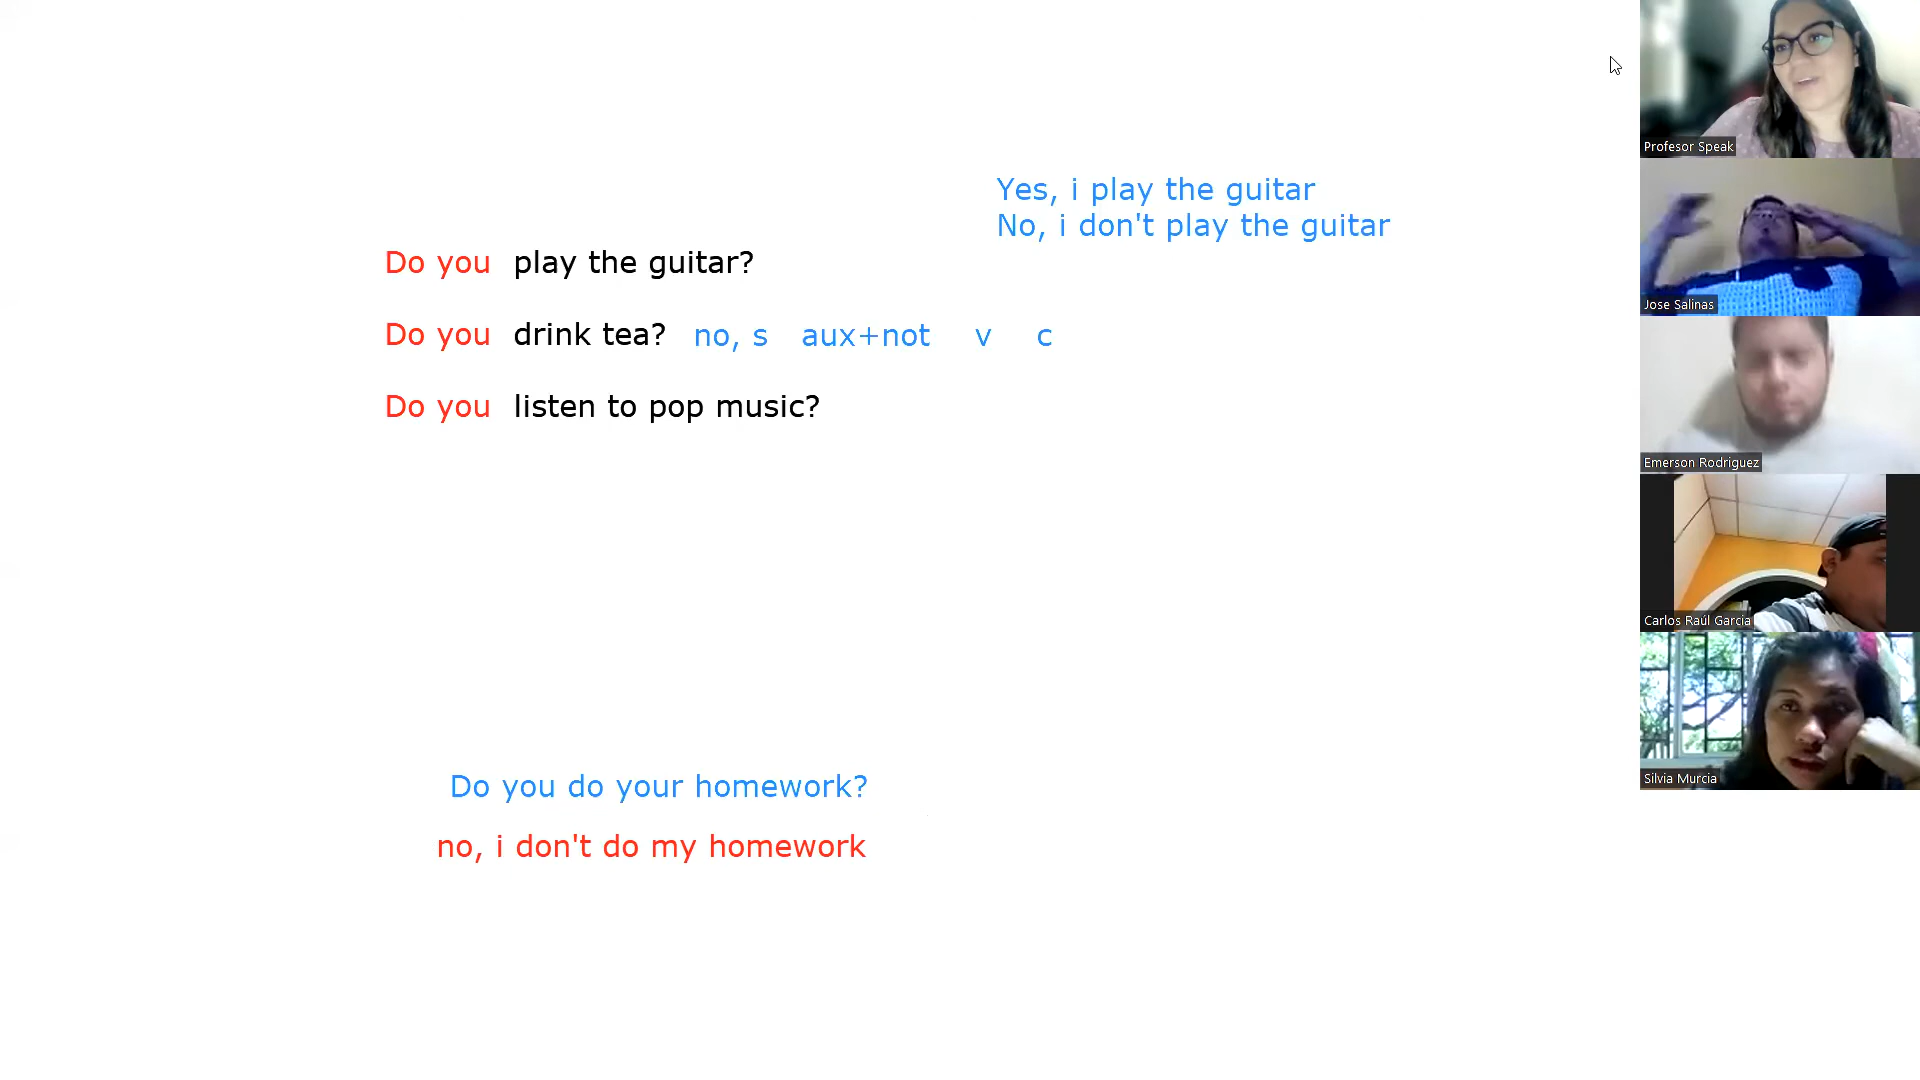 Yes, i play the guitar
No, i don't play the guitar
Do you play the guitar?
Do you drink tea? no, s aux+not v c
Do you listen to pop music?
Do you do your homework?
no, i don't do my homework
Profesor Speak
Jose Salinas
Emerson Rodriguez
Carlos Raúl Garcia
Silvia Murcia